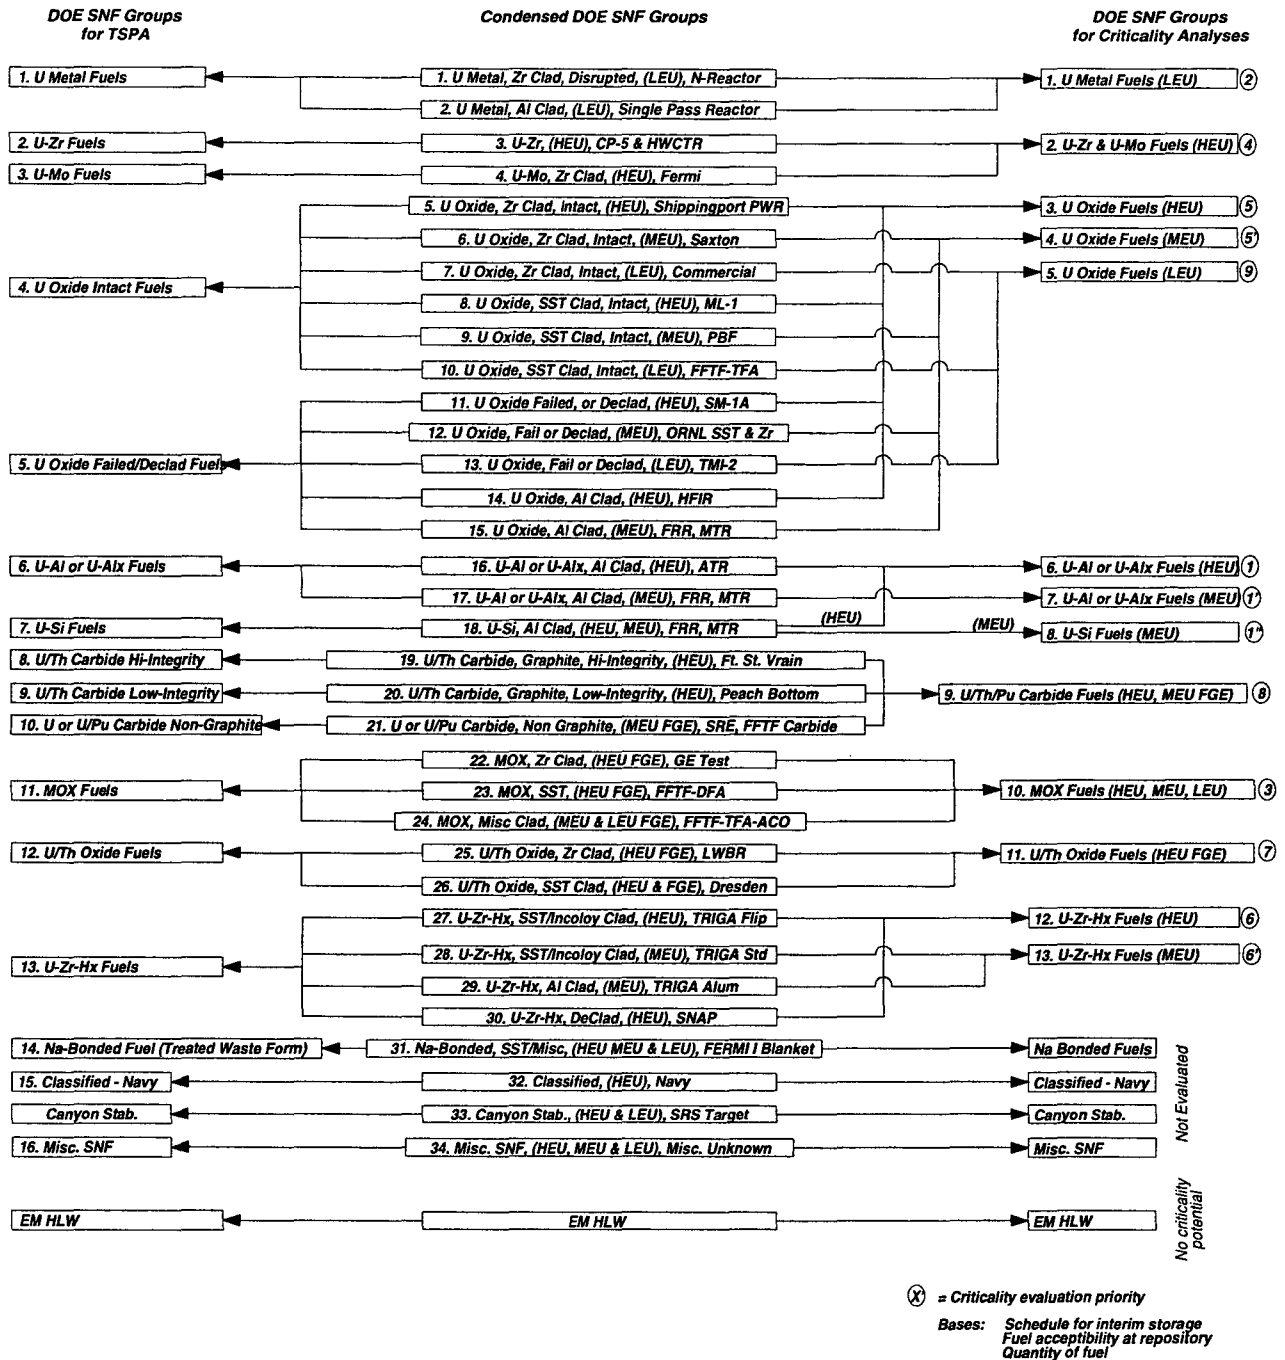 DOE SNF Groups
for TSPA
Condensed DOE SNF Groups
DOE SNF Groups
for Criticality Analyses
1. U Metal Fuels
1. U Metal, Zr Clad, Disrupted, (LEU), N-Reactor
1. U Metal Fuels (LEU)
2
2. U Metal, Al Clad, (LEU), Single Pass Reactor
2. U-Zr Fuels
3. U-Zr, (HEU), CP-5 & HWCTR
2. U-Zr & U-Mo Fuels (HEU)
4
3. U-Mo Fuels
4. U-Mo, Zr Clad, (HEU), Fermi
5. U Oxide, Zr Clad, Intact, (HEU), Shippingport PWR
3. U Oxide Fuels (HEU)
5
6. U Oxide, Zr Clad, Intact, (MEU), Saxton
4. U Oxide Fuels (MEU)
5'
7. U Oxide, Zr Clad, Intact, (LEU), Commercial
5. U Oxide Fuels (LEU)
9
4. U Oxide Intact Fuels
8. U Oxide, SST Clad, Intact, (HEU), ML-1
9. U Oxide, SST Clad, Intact, (MEU), PBF
10. U Oxide, SST Clad, Intact, (LEU), FFTF-TFA
11. U Oxide Failed, or Declad, (HEU), SM-1A
12. U Oxide, Fail or Declad, (MEU), ORNL SST & Zr
5. U Oxide Failed/Declad Fuels
13. U Oxide, Fail or Declad, (LEU), TMI-2
14. U Oxide, Al Clad, (HEU), HFIR
15. U Oxide, Al Clad, (MEU), FRR, MTR
6. U-Al or U-Alx Fuels
16. U-Al or U-Alx, Al Clad, (HEU), ATR
6. U-Al or U-Alx Fuels (HEU)
1
17. U-Al or U-Alx, Al Clad, (MEU), FRR, MTR
7. U-Al or U-Alx Fuels (MEU)
1'
7. U-Si Fuels
18. U-Si, Al Clad, (HEU, MEU), FRR, MTR
(HEU)
(MEU)
8. U-Si Fuels (MEU)
1"
8. U/Th Carbide Hi-Integrity
19. U/Th Carbide, Graphite, Hi-Integrity, (HEU), Ft. St. Vrain
9. U/Th Carbide Low-Integrity
20. U/Th Carbide, Graphite, Low-Integrity, (HEU), Peach Bottom
9. U/Th/Pu Carbide Fuels (HEU, MEU FGE)
8
10. U or U/Pu Carbide Non-Graphite
21. U or U/Pu Carbide, Non Graphite, (MEU FGE), SRE, FFTF Carbide
22. MOX, Zr Clad, (HEU FGE), GE Test
11. MOX Fuels
23. MOX, SST, (HEU FGE), FFTF-DFA
10. MOX Fuels (HEU, MEU, LEU)
3
24. MOX, Misc Clad, (MEU & LEU FGE), FFTF-TFA-ACO
12. U/Th Oxide Fuels
25. U/Th Oxide, Zr Clad, (HEU FGE), LWBR
11. U/Th Oxide Fuels (HEU FGE)
7
26. U/Th Oxide, SST Clad, (HEU & FGE), Dresden
27. U-Zr-Hx, SST/Incoloy Clad, (HEU), TRIGA Flip
12. U-Zr-Hx Fuels (HEU)
6
28. U-Zr-Hx, SST/Incoloy Clad, (MEU), TRIGA Std
13. U-Zr-Hx Fuels (MEU)
6'
13. U-Zr-Hx Fuels
29. U-Zr-Hx, Al Clad, (MEU), TRIGA Alum
30. U-Zr-Hx, DeClad, (HEU), SNAP
14. Na-Bonded Fuel (Treated Waste Form)
31. Na-Bonded, SST/Misc, (HEU MEU & LEU), FERMI I Blanket
Na Bonded Fuels
15. Classified - Navy
32. Classified, (HEU), Navy
Classified - Navy
Canyon Stab.
33. Canyon Stab., (HEU & LEU), SRS Target
Canyon Stab.
16. Misc. SNF
34. Misc. SNF, (HEU, MEU & LEU), Misc. Unknown
Misc. SNF
Not Evaluated
EM HLW
EM HLW
EM HLW
No criticality
potential
X = Criticality evaluation priority
Bases: Schedule for interim storage
Fuel acceptibility at repository
Quantity of fuel